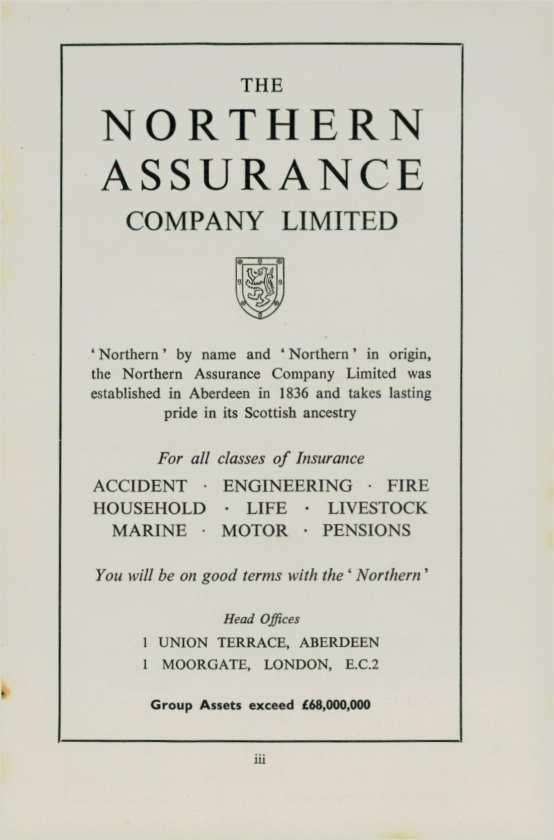 THE
NORTHERN
ASSURANCE
COMPANY LIMITED
‘ Northern ’ by name and ‘ Northern ’ in origin,
the Northern Assurance Company Limited was
established in Aberdeen in 1836 and takes lasting
pride in its Scottish ancestry
For all classes of Insurance
ACCIDENT · ENGINEERING · FIRE
HOUSEHOLD · LIFE · LIVESTOCK
MARINE · MOTOR · PENSIONS
You will be on good terms with the ‘ Northern ’
Head Offices
1 UNION TERRACE, ABERDEEN
1 MOORGATE, LONDON, E.C.2
Group Assets exceed £68,000,000
iii